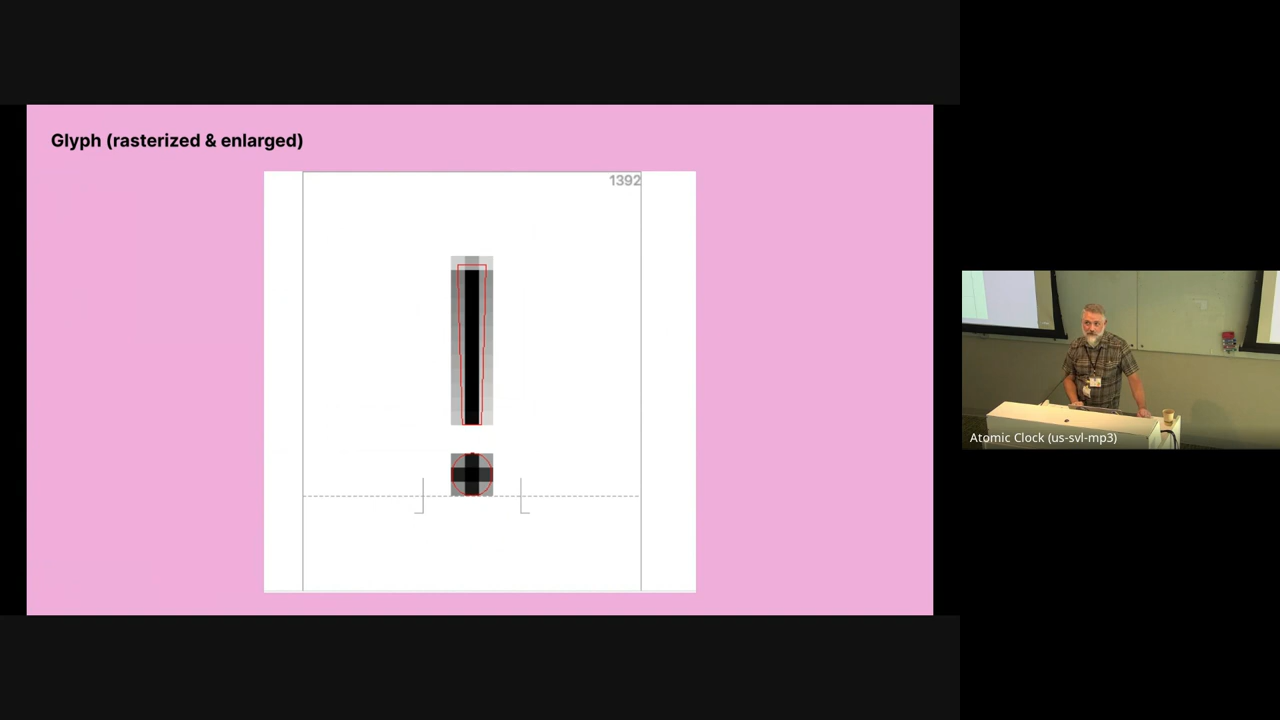 Glyph (rasterized & enlarged)
1392
!
Atomic Clock (us-svl-mp3)